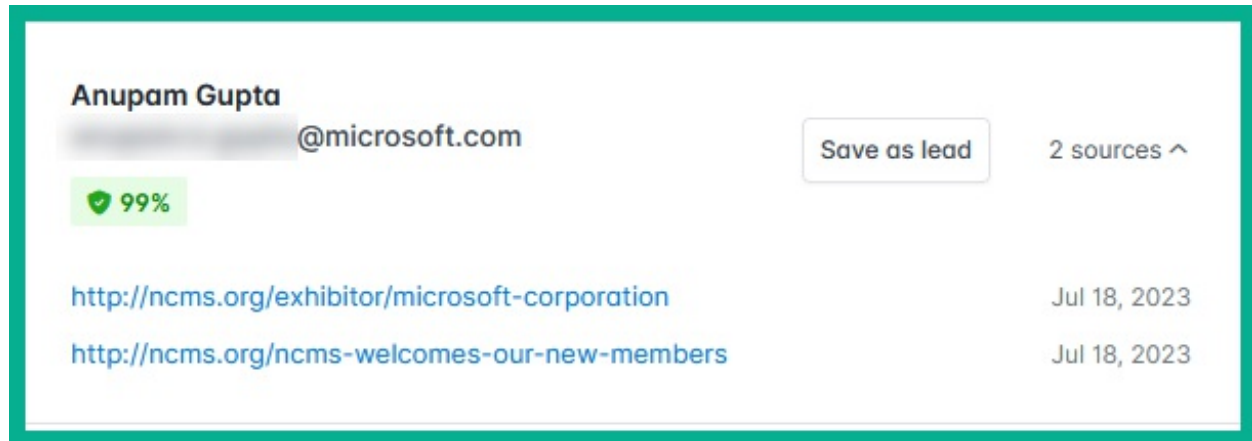 Anupam Gupta
@microsoft.com
Save as lead
2 sources
99%
http://ncms.org/exhibitor/microsoft-corporation
Jul 18, 2023
http://ncms.org/ncms-welcomes-our-new-members
Jul 18, 2023